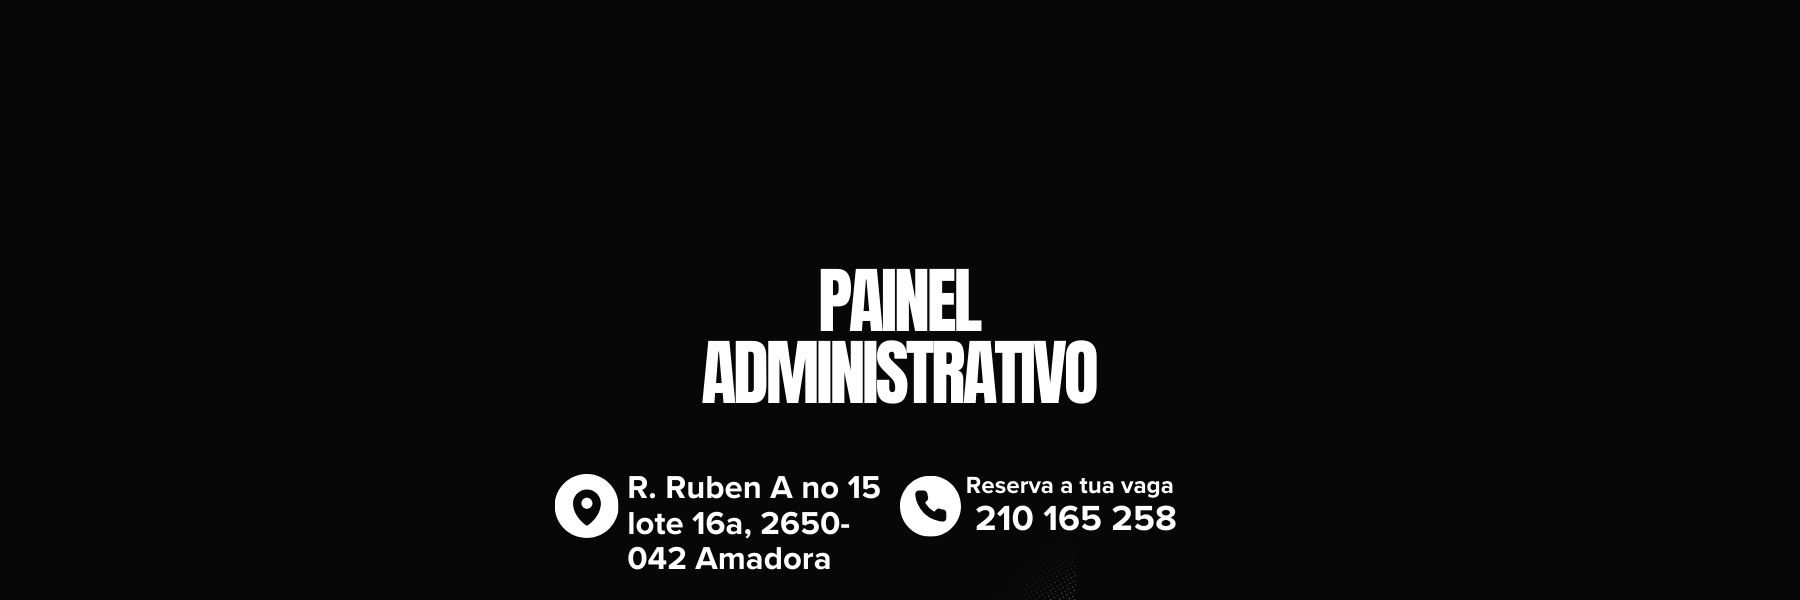 PAINEL
ADMINISTRATIVO
R. Ruben A no 15
lote 16a, 2650-
042 Amadora
Reserva a tua vaga
210 165 258